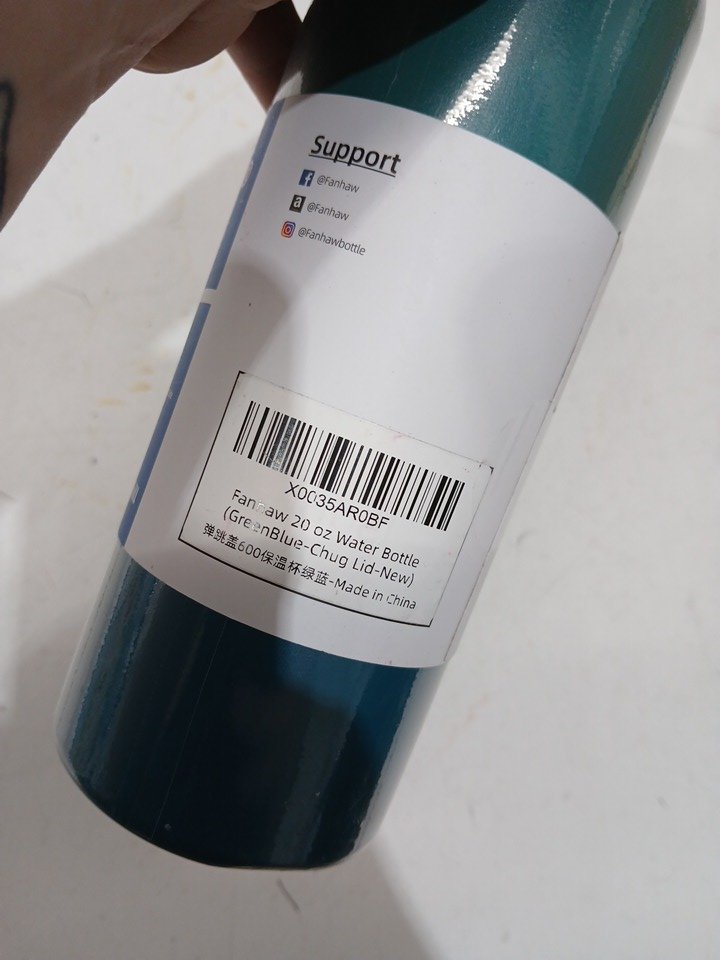 Support
@Fanhaw
@Fanhaw
@Fanhawbottle
X0035AR0BF
Fanhaw 20 oz Water Bottle
(GreenBlue-Chug Lid-New)
弹跳盖600保温杯绿蓝-Made in China